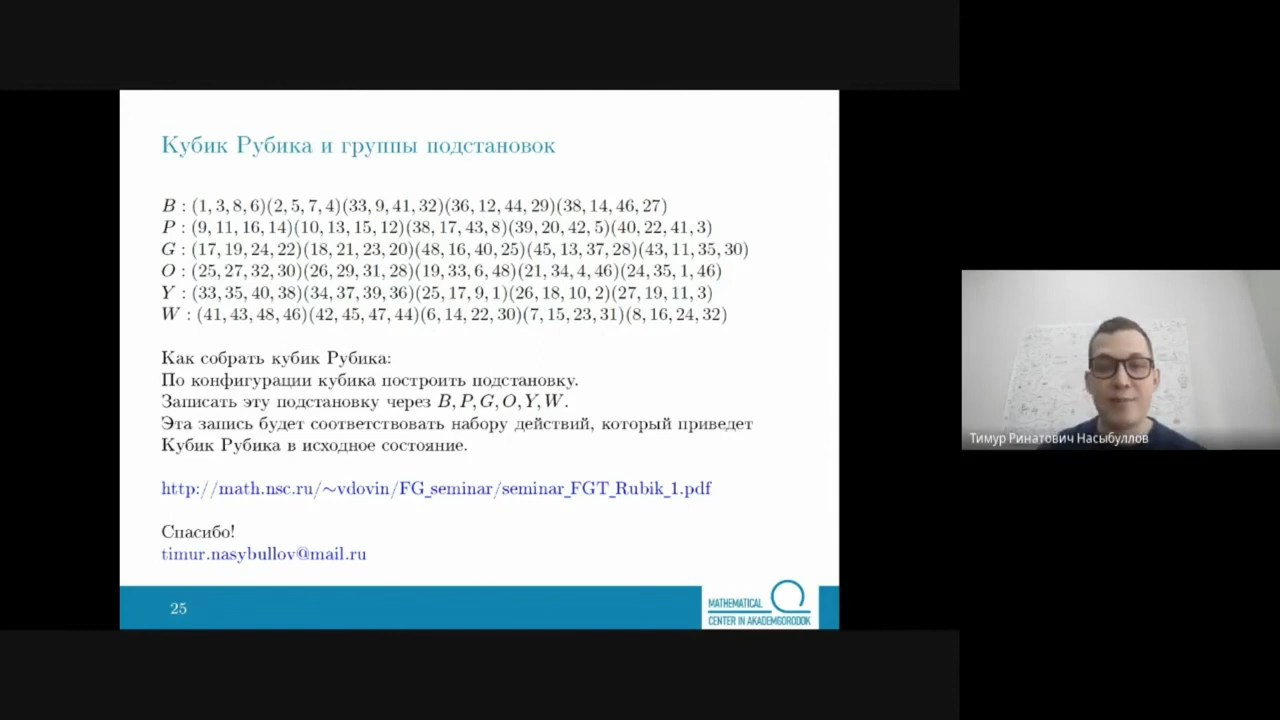 Кубик Рубика и группы подстановок
B : (1, 3, 8, 6)(2, 5, 7, 4)(33, 9, 41, 32)(36, 12, 44, 29)(38, 14, 46, 27)
P : (9, 11, 16, 14)(10, 13, 15, 12)(38, 17, 43, 8)(39, 20, 42, 5)(40, 22, 41, 3)
G : (17, 19, 24, 22)(18, 21, 23, 20)(48, 16, 40, 25)(45, 13, 37, 28)(43, 11, 35, 30)
O : (25, 27, 32, 30)(26, 29, 31, 28)(19, 33, 6, 48)(21, 34, 4, 46)(24, 35, 1, 46)
Y : (33, 35, 40, 38)(34, 37, 39, 36)(25, 17, 9, 1)(26, 18, 10, 2)(27, 19, 11, 3)
W : (41, 43, 48, 46)(42, 45, 47, 44)(6, 14, 22, 30)(7, 15, 23, 31)(8, 16, 24, 32)
Как собрать кубик Рубика:
По конфигурации кубика построить подстановку.
Записать эту подстановку через B, P, G, O, Y, W.
Эта запись будет соответствовать набору действий, который приведет
Кубик Рубика в исходное состояние.
http://math.nsc.ru/~vdovin/FG_seminar/seminar_FGT_Rubik_1.pdf
Спасибо!
timur.nasybullov@mail.ru
25
MATHEMATICAL
CENTER IN AKADEMGORODOK
Тимур Ринатович Насыбуллов